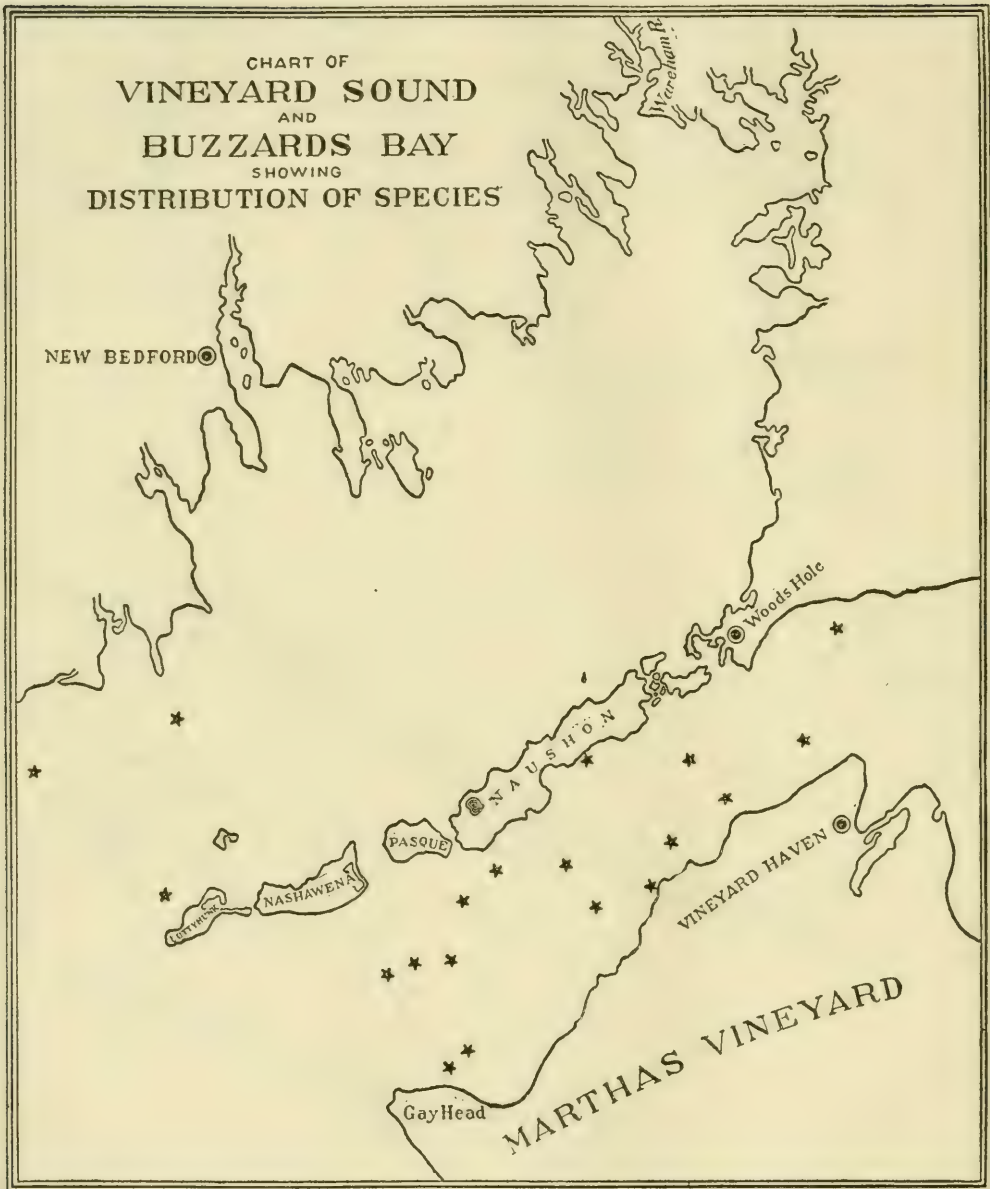 CHART OF
VINEYARD SOUND
AND
BUZZARDS BAY
SHOWING
DISTRIBUTION OF SPECIES
Wareham R.
NEW BEDFORD
Woods Hole
NAUSHON
PASQUE
NASHAWENA
CUTTYHUNK
VINEYARD HAVEN
MARTHAS VINEYARD
Gay Head